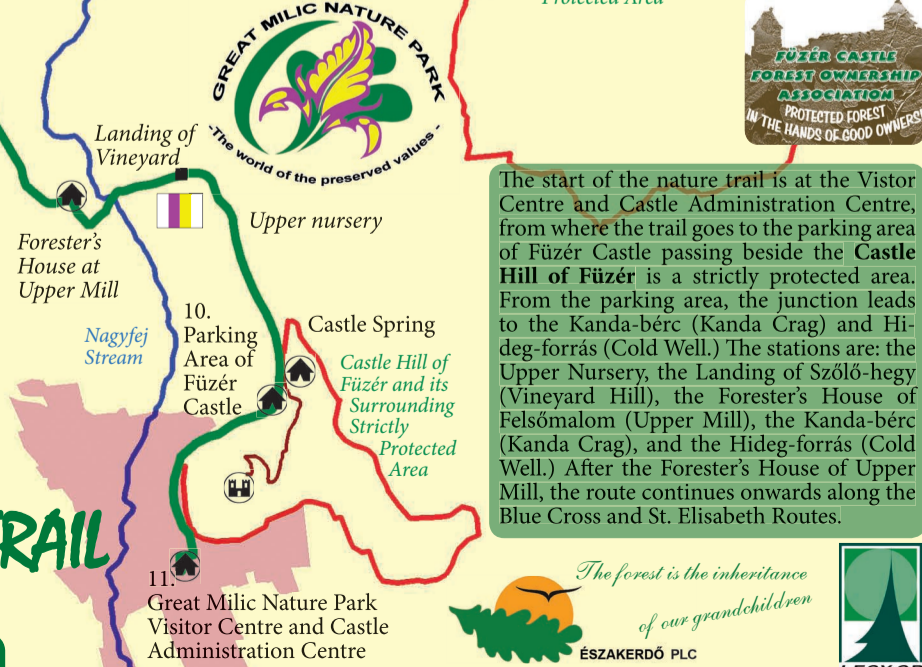 Protected Area
GREAT MILIC NATURE PARK
-The world of the preserved values -
FÜZÉR CASTLE
FOREST OWNERSHIP
ASSOCIATION
PROTECTED FOREST
IN THE HANDS OF GOOD OWNERS
Landing of
Vineyard
Upper nursery
Forester's
House at
Upper Mill
Nagyfej
Stream
10.
Parking
Area of
Füzér
Castle
Castle Spring
Castle Hill of
Füzér and its
Surrounding
Strictly
Protected
Area
The start of the nature trail is at the Vistor
Centre and Castle Administration Centre,
from where the trail goes to the parking area
of Füzér Castle passing beside the Castle
Hill of Füzér is a strictly protected area.
From the parking area, the junction leads
to the Kanda-bérc (Kanda Crag) and Hi-
deg-forrás (Cold Well.) The stations are: the
Upper Nursery, the Landing of Szőlő-hegy
(Vineyard Hill), the Forester's House of
Felsőmalom (Upper Mill), the Kanda-bérc
(Kanda Crag), and the Hideg-forrás (Cold
Well.) After the Forester's House of Upper
Mill, the route continues onwards along the
Blue Cross and St. Elisabeth Routes.
RAIL
11.
Great Milic Nature Park
Visitor Centre and Castle
Administration Centre
The forest is the inheritance
of our grandchildren
ÉSZAKERDŐ PLC